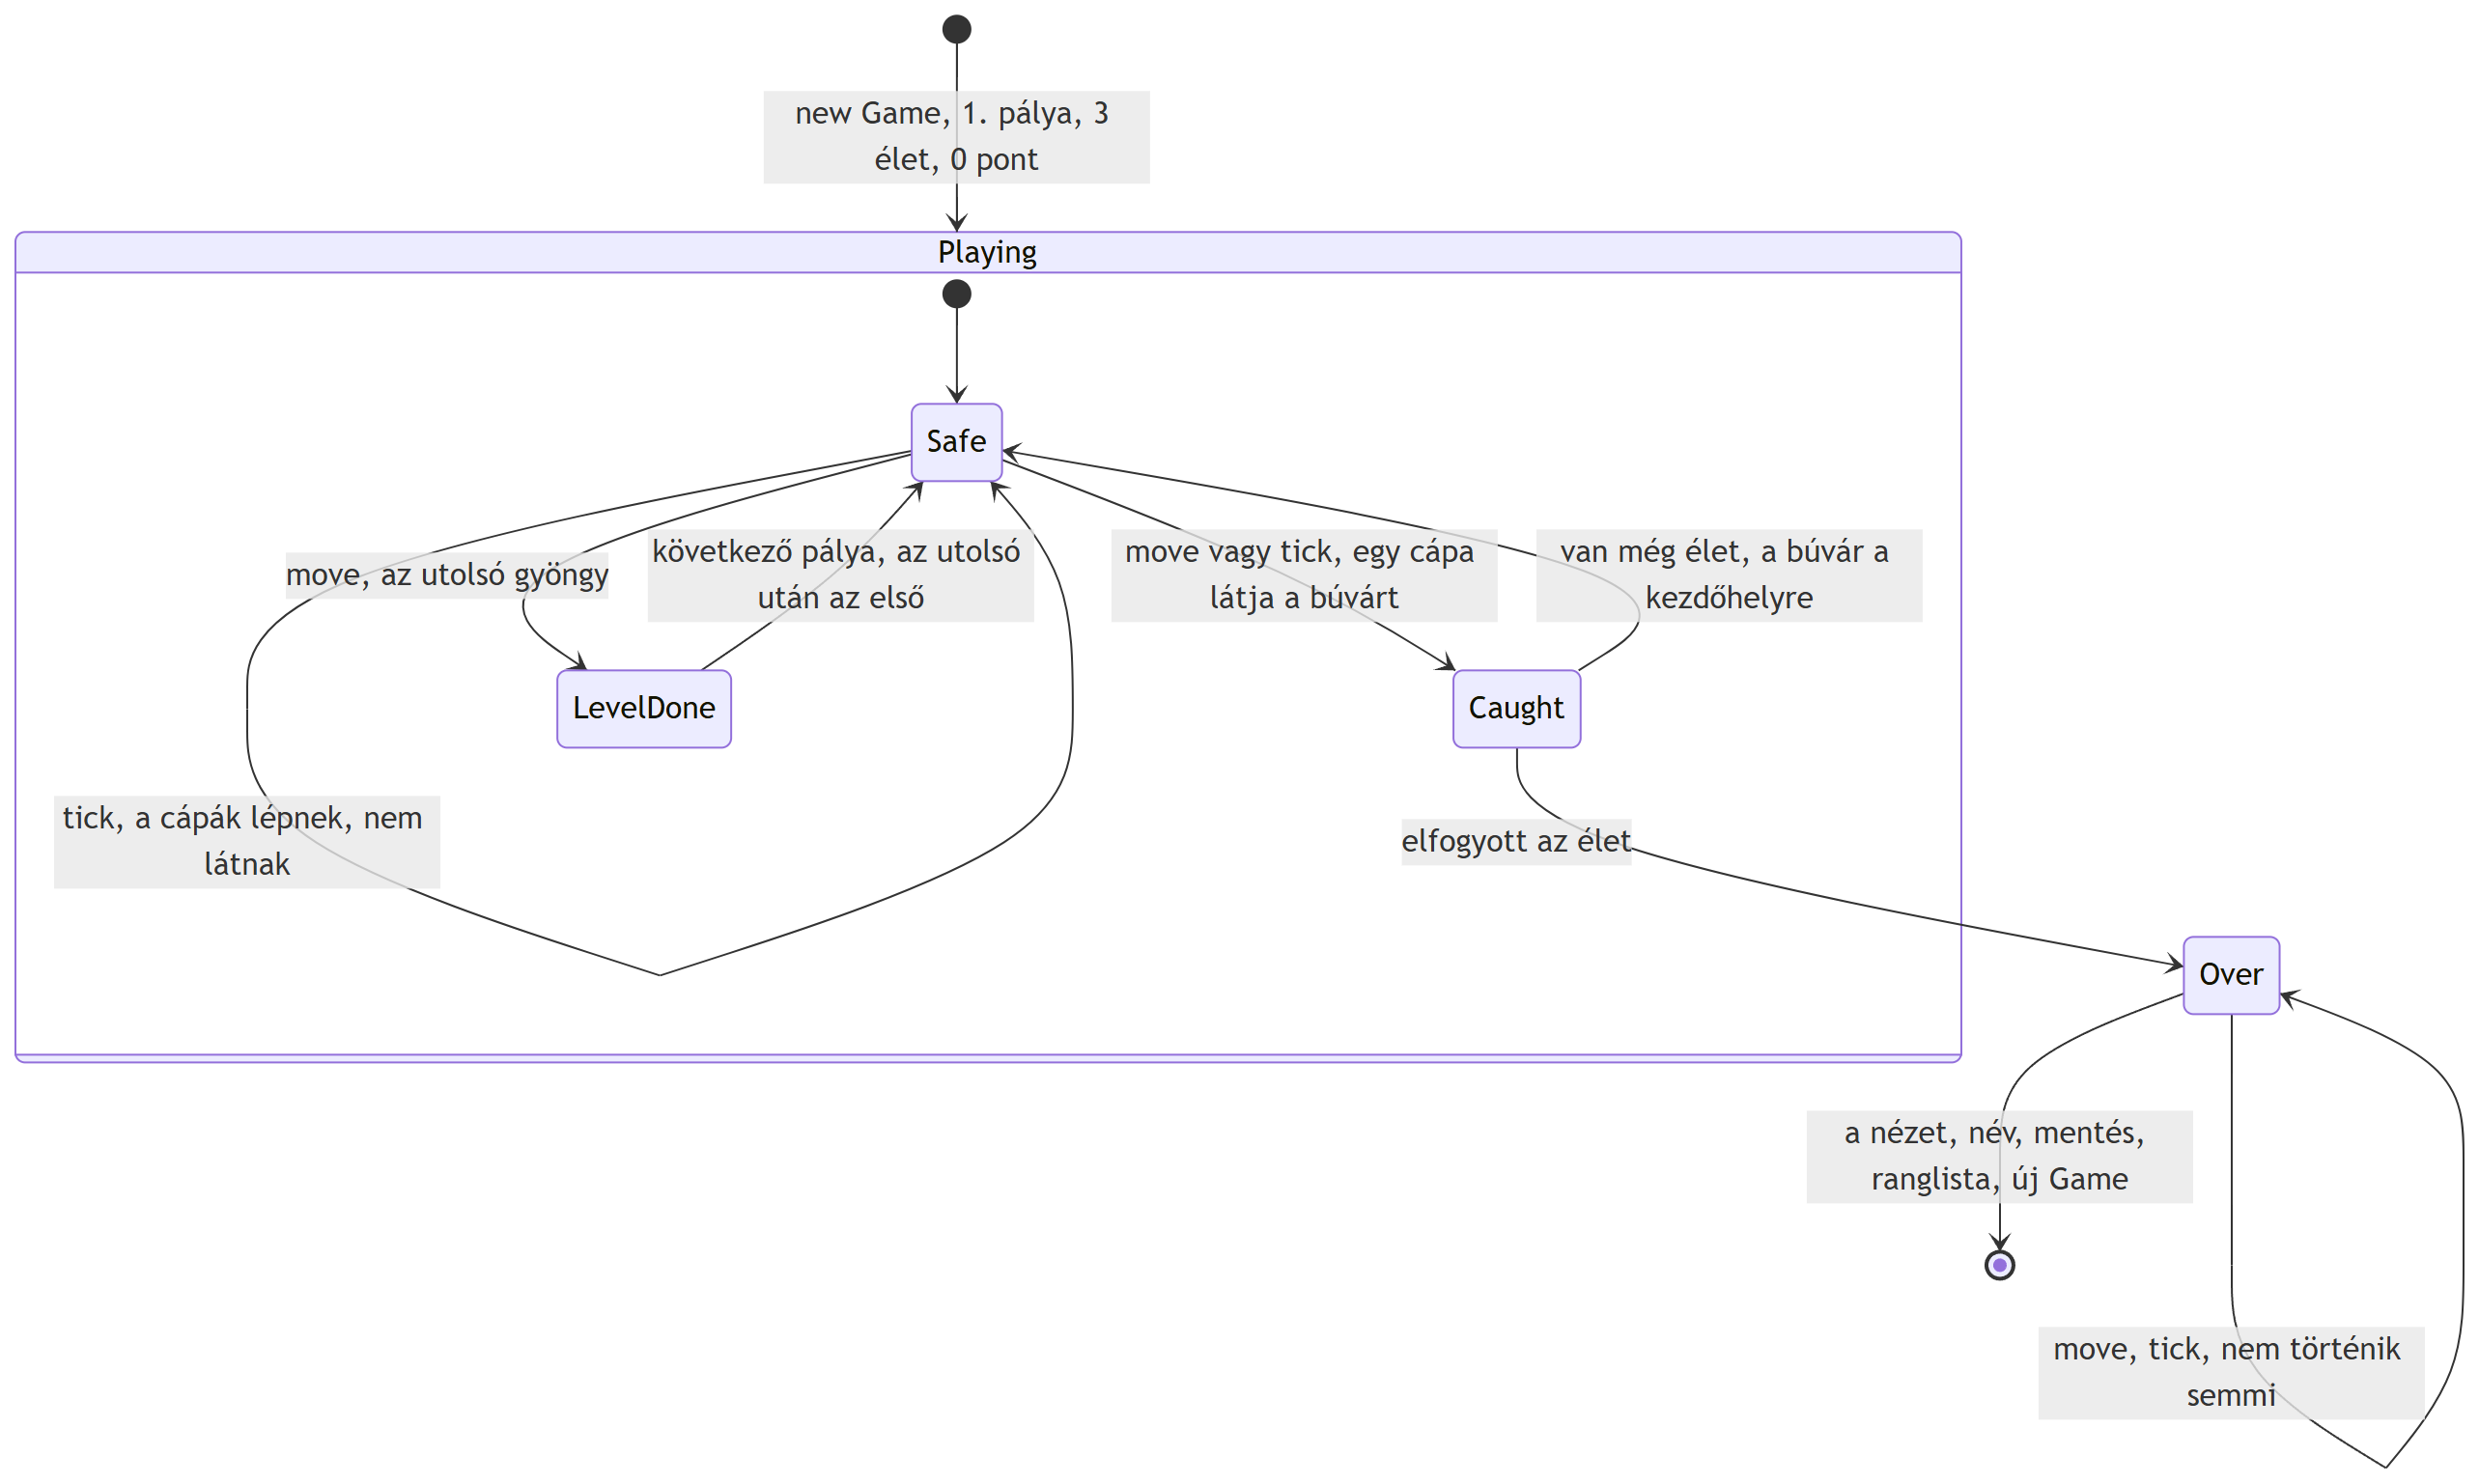 new Game, 1. pálya, 3
élet, 0 pont
Playing
Safe
move, az utolsó gyöngy
következő pálya, az utolsó
után az első
move vagy tick, egy cápa
látja a búvárt
van még élet, a búvár a
kezdőhelyre
LevelDone
Caught
tick, a cápák lépnek, nem
látnak
elfogyott az élet
Over
a nézet, név, mentés,
ranglista, új Game
move, tick, nem történik
semmi